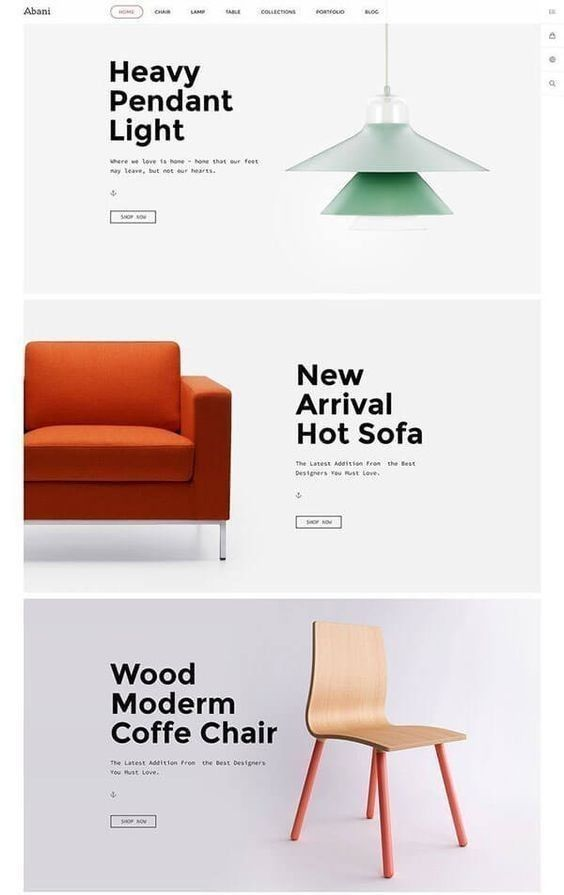 Abani
HOME CHAIR LAMP TABLE COLLECTIONS PORTFOLIO BLOG
Heavy
Pendant
Light
Where we love is home - home that our feet
may leave, but not our hearts.
SHOP NOW
New
Arrival
Hot Sofa
The Latest Addition From the Best
Designers You Must Love.
SHOP NOW
Wood
Moderm
Coffe Chair
The Latest Addition From the Best Designers
You Must Love.
SHOP NOW